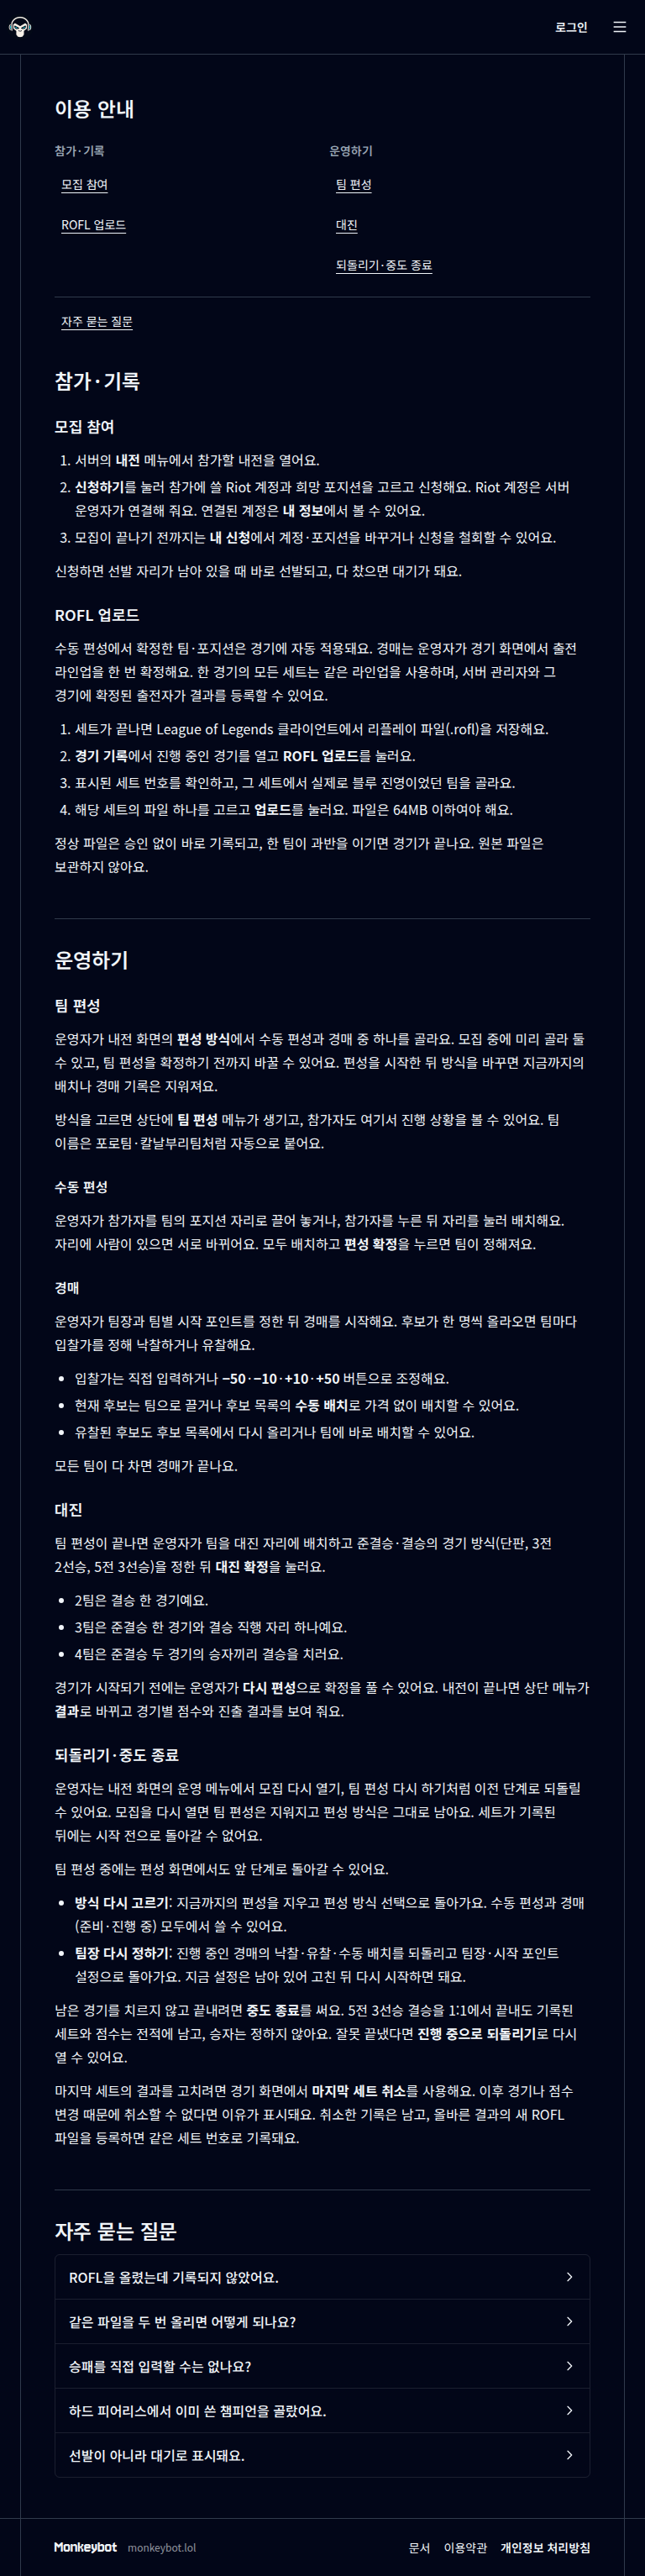 로그인
이용 안내
참가·기록
운영하기
모집 참여
팀 편성
ROFL 업로드
대진
되돌리기·중도 종료
자주 묻는 질문
참가·기록
모집 참여
1. 서버의 내전 메뉴에서 참가할 내전을 열어요.
2. 신청하기를 눌러 참가에 쓸 Riot 계정과 희망 포지션을 고르고 신청해요. Riot 계정은 서버
운영자가 연결해 줘요. 연결된 계정은 내 정보에서 볼 수 있어요.
3. 모집이 끝나기 전까지는 내 신청에서 계정·포지션을 바꾸거나 신청을 철회할 수 있어요.
신청하면 선발 자리가 남아 있을 때 바로 선발되고, 다 찼으면 대기가 돼요.
ROFL 업로드
수동 편성에서 확정한 팀·포지션은 경기에 자동 적용돼요. 경매는 운영자가 경기 화면에서 출전
라인업을 한 번 확정해요. 한 경기의 모든 세트는 같은 라인업을 사용하며, 서버 관리자와 그
경기에 확정된 출전자가 결과를 등록할 수 있어요.
1. 세트가 끝나면 League of Legends 클라이언트에서 리플레이 파일(.rofl)을 저장해요.
2. 경기 기록에서 진행 중인 경기를 열고 ROFL 업로드를 눌러요.
3. 표시된 세트 번호를 확인하고, 그 세트에서 실제로 블루 진영이었던 팀을 골라요.
4. 해당 세트의 파일 하나를 고르고 업로드를 눌러요. 파일은 64MB 이하여야 해요.
정상 파일은 승인 없이 바로 기록되고, 한 팀이 과반을 이기면 경기가 끝나요. 원본 파일은
보관하지 않아요.
운영하기
팀 편성
운영자가 내전 화면의 편성 방식에서 수동 편성과 경매 중 하나를 골라요. 모집 중에 미리 골라 둘
수 있고, 팀 편성을 확정하기 전까지 바꿀 수 있어요. 편성을 시작한 뒤 방식을 바꾸면 지금까지의
배치나 경매 기록은 지워져요.
방식을 고르면 상단에 팀 편성 메뉴가 생기고, 참가자도 여기서 진행 상황을 볼 수 있어요. 팀
이름은 포로팀·칼날부리팀처럼 자동으로 붙어요.
수동 편성
운영자가 참가자를 팀의 포지션 자리로 끌어 놓거나, 참가자를 누른 뒤 자리를 눌러 배치해요.
자리에 사람이 있으면 서로 바뀌어요. 모두 배치하고 편성 확정을 누르면 팀이 정해져요.
경매
운영자가 팀장과 팀별 시작 포인트를 정한 뒤 경매를 시작해요. 후보가 한 명씩 올라오면 팀마다
입찰가를 정해 낙찰하거나 유찰해요.
• 입찰가는 직접 입력하거나 −50·−10·+10·+50 버튼으로 조정해요.
• 현재 후보는 팀으로 끌거나 후보 목록의 수동 배치로 가격 없이 배치할 수 있어요.
• 유찰된 후보도 후보 목록에서 다시 올리거나 팀에 바로 배치할 수 있어요.
모든 팀이 다 차면 경매가 끝나요.
대진
팀 편성이 끝나면 운영자가 팀을 대진 자리에 배치하고 준결승·결승의 경기 방식(단판, 3전
2선승, 5전 3선승)을 정한 뒤 대진 확정을 눌러요.
• 2팀은 결승 한 경기예요.
• 3팀은 준결승 한 경기와 결승 직행 자리 하나예요.
• 4팀은 준결승 두 경기의 승자끼리 결승을 치러요.
경기가 시작되기 전에는 운영자가 다시 편성으로 확정을 풀 수 있어요. 내전이 끝나면 상단 메뉴가
결과로 바뀌고 경기별 점수와 진출 결과를 보여 줘요.
되돌리기·중도 종료
운영자는 내전 화면의 운영 메뉴에서 모집 다시 열기, 팀 편성 다시 하기처럼 이전 단계로 되돌릴
수 있어요. 모집을 다시 열면 팀 편성은 지워지고 편성 방식은 그대로 남아요. 세트가 기록된
뒤에는 시작 전으로 돌아갈 수 없어요.
팀 편성 중에는 편성 화면에서도 앞 단계로 돌아갈 수 있어요.
• 방식 다시 고르기: 지금까지의 편성을 지우고 편성 방식 선택으로 돌아가요. 수동 편성과 경매
(준비·진행 중) 모두에서 쓸 수 있어요.
• 팀장 다시 정하기: 진행 중인 경매의 낙찰·유찰·수동 배치를 되돌리고 팀장·시작 포인트
설정으로 돌아가요. 지금 설정은 남아 있어 고친 뒤 다시 시작하면 돼요.
남은 경기를 치르지 않고 끝내려면 중도 종료를 써요. 5전 3선승 결승을 1:1에서 끝내도 기록된
세트와 점수는 전적에 남고, 승자는 정하지 않아요. 잘못 끝냈다면 진행 중으로 되돌리기로 다시
열 수 있어요.
마지막 세트의 결과를 고치려면 경기 화면에서 마지막 세트 취소를 사용해요. 이후 경기나 점수
변경 때문에 취소할 수 없다면 이유가 표시돼요. 취소한 기록은 남고, 올바른 결과의 새 ROFL
파일을 등록하면 같은 세트 번호로 기록돼요.
자주 묻는 질문
ROFL을 올렸는데 기록되지 않았어요.
같은 파일을 두 번 올리면 어떻게 되나요?
승패를 직접 입력할 수는 없나요?
하드 피어리스에서 이미 쓴 챔피언을 골랐어요.
선발이 아니라 대기로 표시돼요.
Monkeybot monkeybot.lol
문서 이용약관 개인정보 처리방침